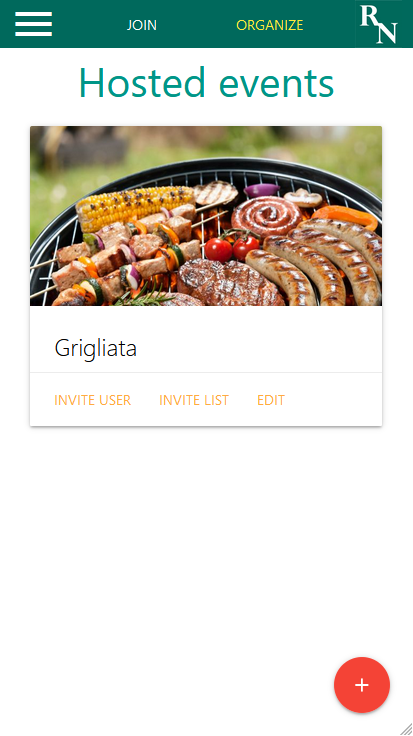 JOIN ORGANIZE RN
Hosted events
Grigliata
INVITE USER INVITE LIST EDIT
+